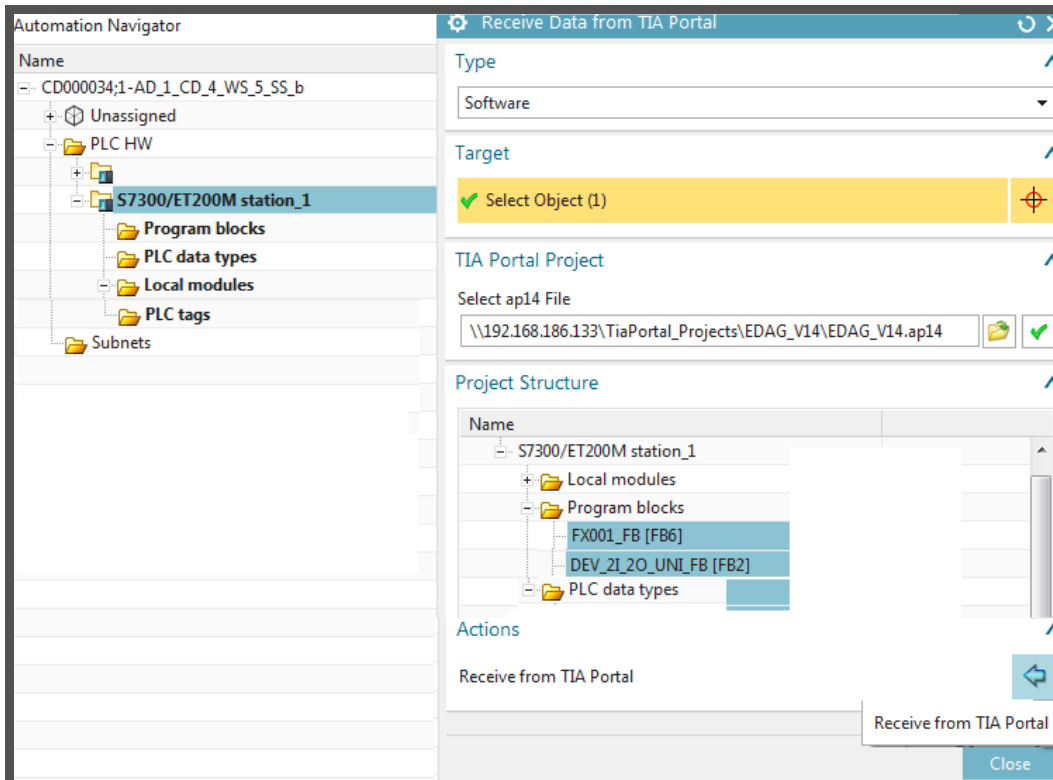 Automation Navigator
Name
CD000034;1-AD_1_CD_4_WS_5_SS_b
Unassigned
PLC HW
S7300/ET200M station_1
Program blocks
PLC data types
Local modules
PLC tags
Subnets
Receive Data from TIA Portal
Type
Software
Target
Select Object (1)
TIA Portal Project
Select ap14 File
\\192.168.186.133\TiaPortal_Projects\EDAG_V14\EDAG_V14.ap14
Project Structure
Name
S7300/ET200M station_1
Local modules
Program blocks
FX001_FB [FB6]
DEV_2I_2O_UNI_FB [FB2]
PLC data types
Actions
Receive from TIA Portal
Receive from TIA Portal
Close